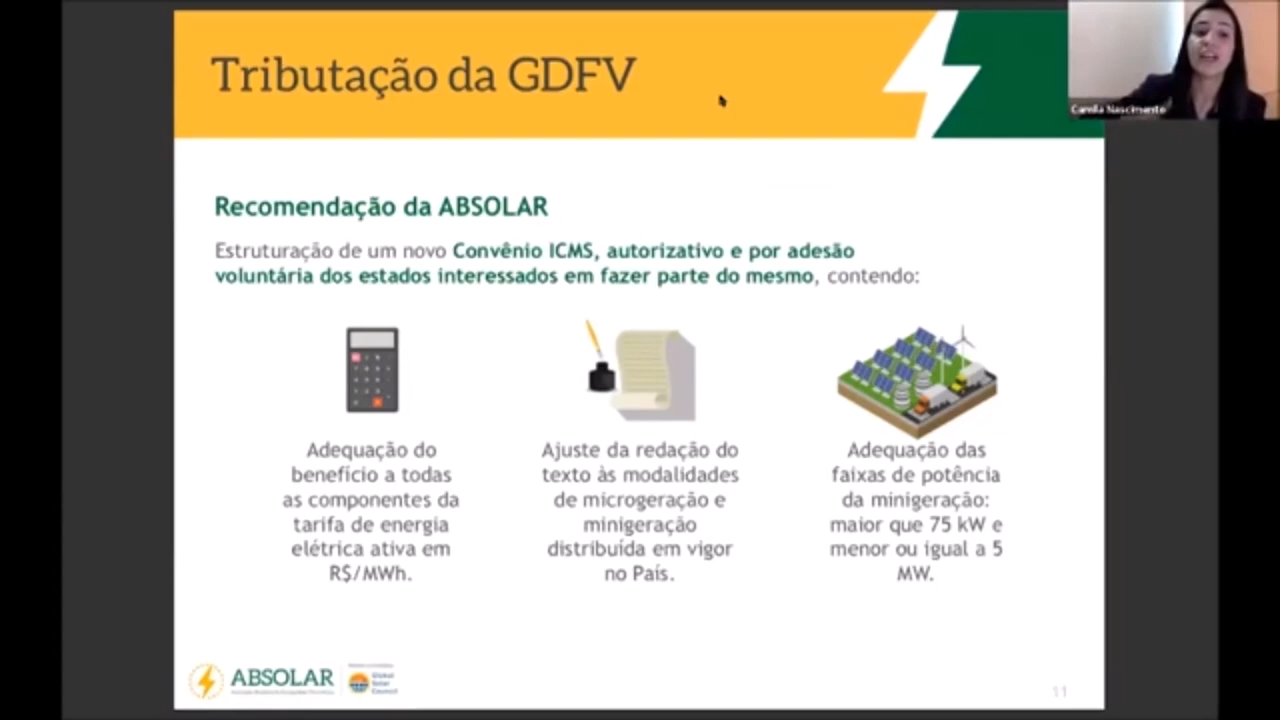 Tributação da GDFV
Camila Nascimento
Recomendação da ABSOLAR
Estruturação de um novo Convênio ICMS, autorizativo e por adesão
voluntária dos estados interessados em fazer parte do mesmo, contendo:
Adequação do
benefício a todas
as componentes da
tarifa de energia
elétrica ativa em
R$/MWh.
Ajuste da redação do
texto às modalidades
de microgeração e
minigeração
distribuída em vigor
no País.
Adequação das
faixas de potência
da minigeração:
maior que 75 kW e
menor ou igual a 5
MW.
ABSOLAR
Global
Solar
Council
11